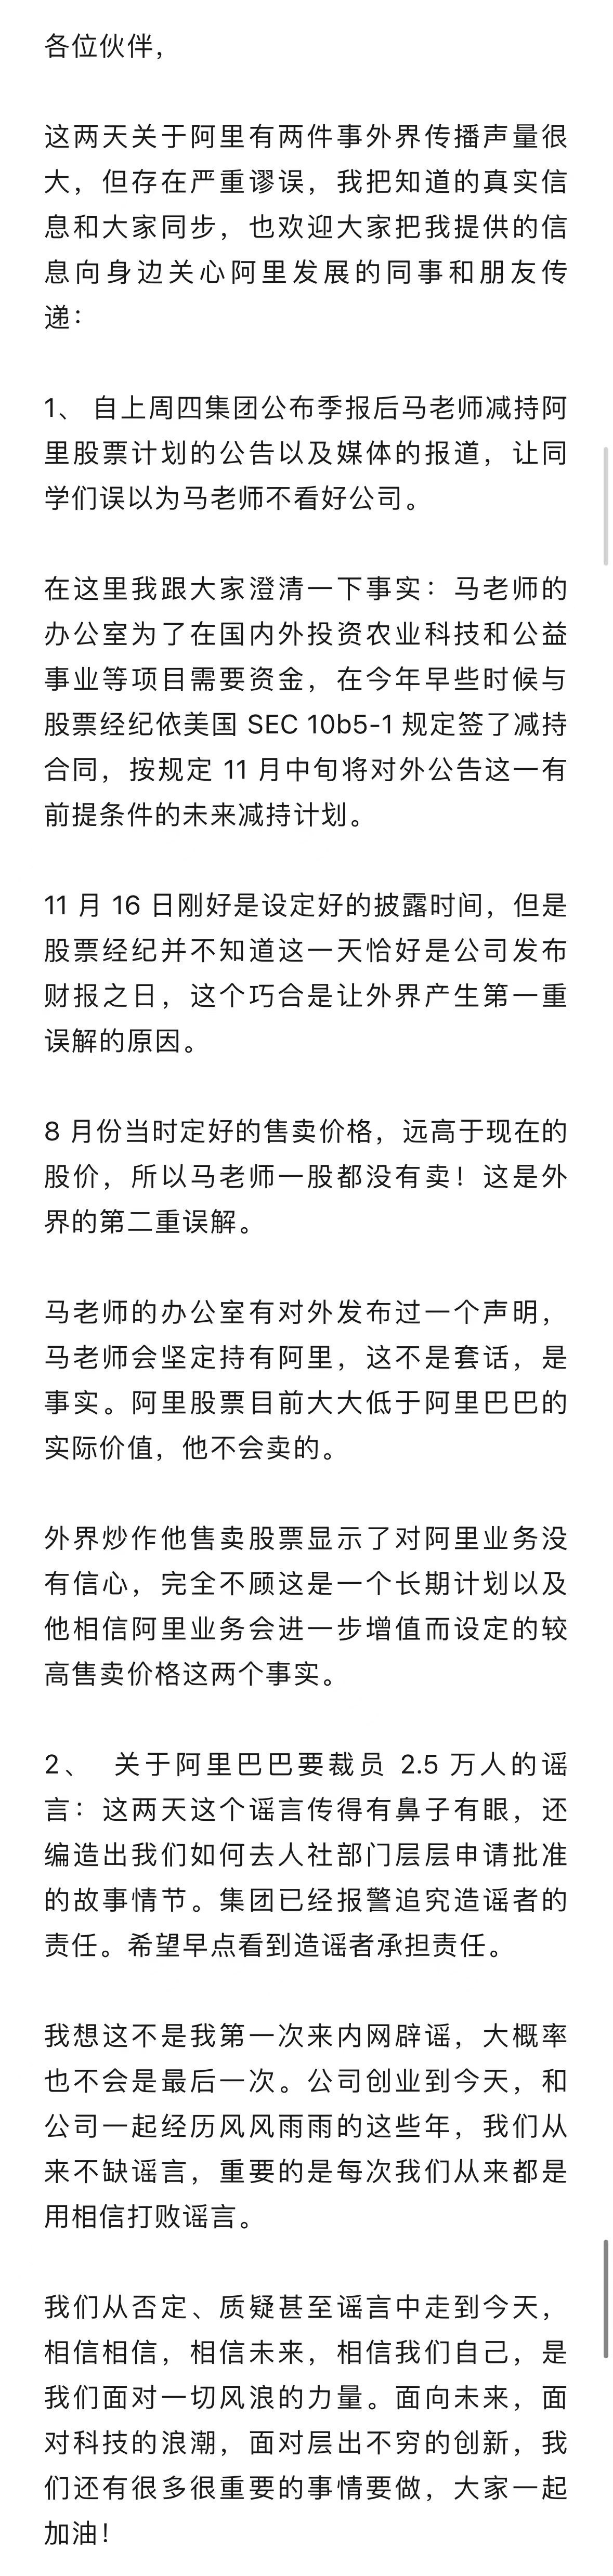 各位伙伴，
这两天关于阿里有两件事外界传播声量很
大，但存在严重谬误，我把知道的真实信
息和大家同步，也欢迎大家把我提供的信
息向身边关心阿里发展的同事和朋友传
递：
1、 自上周四集团公布季报后马老师减持阿
里股票计划的公告以及媒体的报道，让同
学们误以为马老师不看好公司。
在这里我跟大家澄清一下事实：马老师的
办公室为了在国内外投资农业科技和公益
事业等项目需要资金，在今年早些时候与
股票经纪依美国 SEC 10b5-1 规定签了减持
合同，按规定 11 月中旬将对外公告这一有
前提条件的未来减持计划。
11 月 16 日刚好是设定好的披露时间，但是
股票经纪并不知道这一天恰好是公司发布
财报之日，这个巧合是让外界产生第一重
误解的原因。
8 月份当时定好的售卖价格，远高于现在的
股价，所以马老师一股都没有卖！这是外
界的第二重误解。
马老师的办公室有对外发布过一个声明，
马老师会坚定持有阿里，这不是套话，是
事实。阿里股票目前大大低于阿里巴巴的
实际价值，他不会卖的。
外界炒作他售卖股票显示了对阿里业务没
有信心，完全不顾这是一个长期计划以及
他相信阿里业务会进一步增值而设定的较
高售卖价格这两个事实。
2、 关于阿里巴巴要裁员 2.5 万人的谣
言：这两天这个谣言传得有鼻子有眼，还
编造出我们如何去人社部门层层申请批准
的故事情节。集团已经报警追究造谣者的
责任。希望早点看到造谣者承担责任。
我想这不是我第一次来内网辟谣，大概率
也不会是最后一次。公司创业到今天，和
公司一起经历风风雨雨的这些年，我们从
来不缺谣言，重要的是每次我们从来都是
用相信打败谣言。
我们从否定、质疑甚至谣言中走到今天，
相信相信，相信未来，相信我们自己，是
我们面对一切风浪的力量。面向未来，面
对科技的浪潮，面对层出不穷的创新，我
们还有很多很重要的事情要做，大家一起
加油！